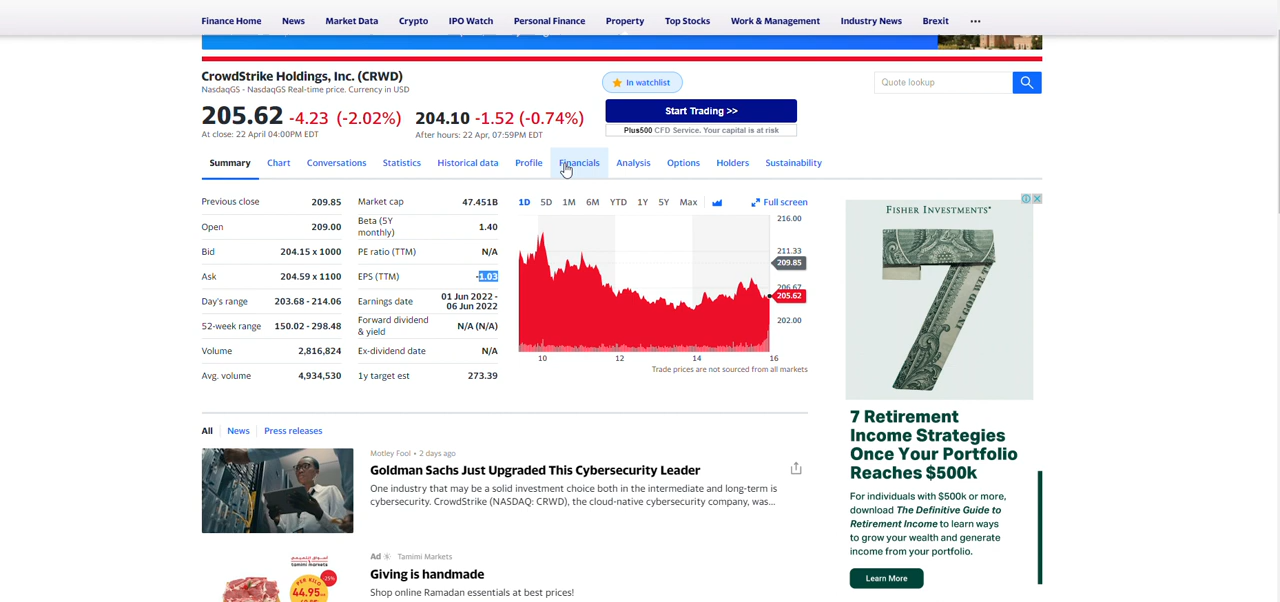 Finance Home News Market Data Crypto IPO Watch Personal Finance Property Top Stocks Work & Management Industry News Brexit •••
CrowdStrike Holdings, Inc. (CRWD)
NasdaqGS - NasdaqGS Real-time price. Currency in USD
In watchlist
Quote lookup
205.62 -4.23 (-2.02%)
At close: 22 April 04:00PM EDT
204.10 -1.52 (-0.74%)
After hours: 22 Apr, 07:59PM EDT
Start Trading >>
Plus500 CFD Service. Your capital is at risk
Summary Chart Conversations Statistics Historical data Profile Financials Analysis Options Holders Sustainability
Previous close 209.85
Open 209.00
Bid 204.15 x 1000
Ask 204.59 x 1100
Day's range 203.68 - 214.06
52-week range 150.02 - 298.48
Volume 2,816,824
Avg. volume 4,934,530
Market cap 47.451B
Beta (5Y
monthly) 1.40
PE ratio (TTM) N/A
EPS (TTM) -1.03
Earnings date 01 Jun 2022 -
06 Jun 2022
Forward dividend
& yield N/A (N/A)
Ex-dividend date N/A
1y target est 273.39
1D 5D 1M 6M YTD 1Y 5Y Max Full screen
216.00
211.33
209.85
206.67
205.62
202.00
10 12 14 16
Trade prices are not sourced from all markets
All News Press releases
Motley Fool • 2 days ago
Goldman Sachs Just Upgraded This Cybersecurity Leader
One industry that may be a solid investment choice both in the intermediate and long-term is
cybersecurity. CrowdStrike (NASDAQ: CRWD), the cloud-native cybersecurity company, was...
Ad Tamimi Markets
Giving is handmade
Shop online Ramadan essentials at best prices!
tamimi markets
PER KILO
44.95
-25%
FISHER INVESTMENTS®
IN GOD WE
7 Retirement
Income Strategies
Once Your Portfolio
Reaches $500k
For individuals with $500k or more,
download The Definitive Guide to
Retirement Income to learn ways
to grow your wealth and generate
income from your portfolio.
Learn More